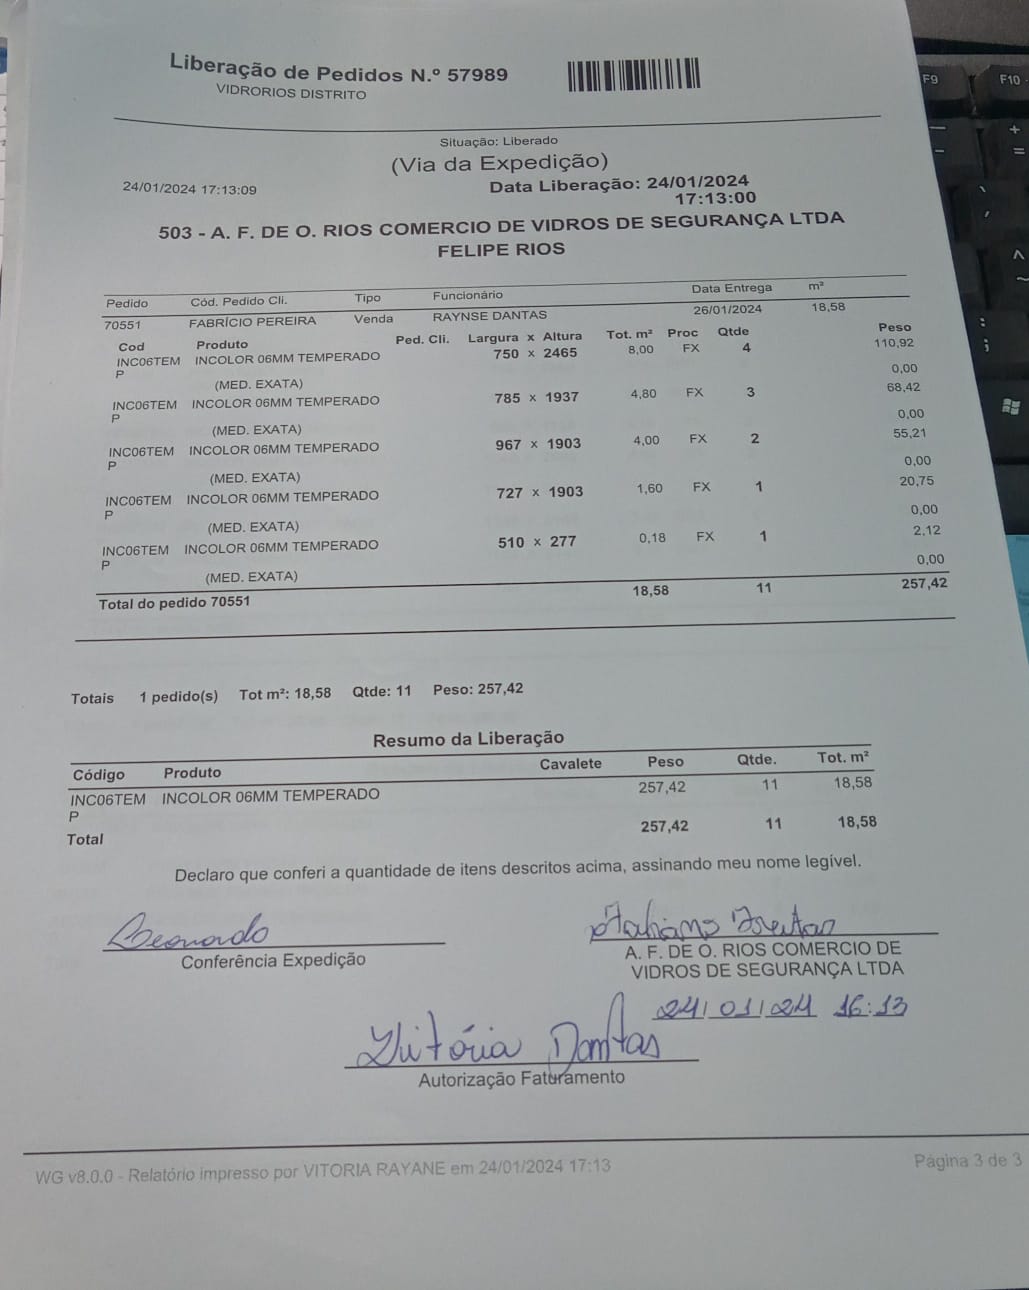 Liberação de Pedidos N.º 57989
VIDRORIOS DISTRITO
Situação: Liberado
(Via da Expedição)
24/01/2024 17:13:09
Data Liberação: 24/01/2024
17:13:00
503 - A. F. DE O. RIOS COMERCIO DE VIDROS DE SEGURANÇA LTDA
FELIPE RIOS
Pedido Cód. Pedido Cli. Tipo Funcionário Data Entrega m²
70551 FABRÍCIO PEREIRA Venda RAYNSE DANTAS 26/01/2024 18,58
Cod Produto Ped. Cli. Largura x Altura Tot. m² Proc Qtde Peso
INC06TEM INCOLOR 06MM TEMPERADO 750 x 2465 8,00 FX 4 110,92
P
(MED. EXATA) 0,00
INC06TEM INCOLOR 06MM TEMPERADO 785 x 1937 4,80 FX 3 68,42
P
(MED. EXATA) 0,00
INC06TEM INCOLOR 06MM TEMPERADO 967 x 1903 4,00 FX 2 55,21
P
(MED. EXATA) 0,00
INC06TEM INCOLOR 06MM TEMPERADO 727 x 1903 1,60 FX 1 20,75
P
(MED. EXATA) 0,00
INC06TEM INCOLOR 06MM TEMPERADO 510 x 277 0,18 FX 1 2,12
P
(MED. EXATA) 0,00
Total do pedido 70551 18,58 11 257,42
Totais 1 pedido(s) Tot m²: 18,58 Qtde: 11 Peso: 257,42
Resumo da Liberação
Código Produto Cavalete Peso Qtde. Tot. m²
INC06TEM INCOLOR 06MM TEMPERADO 257,42 11 18,58
P
Total 257,42 11 18,58
Declaro que conferi a quantidade de itens descritos acima, assinando meu nome legível.
Leonardo
Conferência Expedição
A. F. DE O. RIOS COMERCIO DE
VIDROS DE SEGURANÇA LTDA
24/01/24 16:13
Vitória Dantas
Autorização Faturamento
WG v8.0.0 - Relatório impresso por VITORIA RAYANE em 24/01/2024 17:13
Página 3 de 3
F9
F10